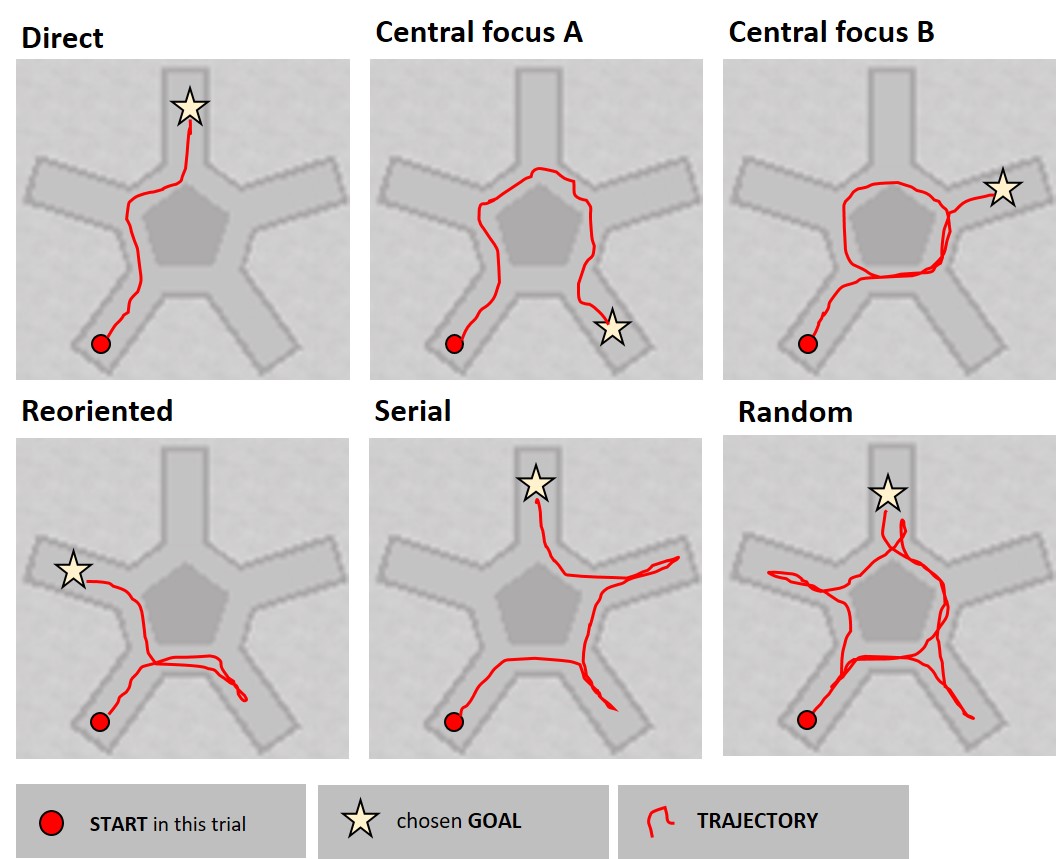 Direct
Central focus A
Central focus B
Reoriented
Serial
Random
START in this trial
chosen GOAL
TRAJECTORY